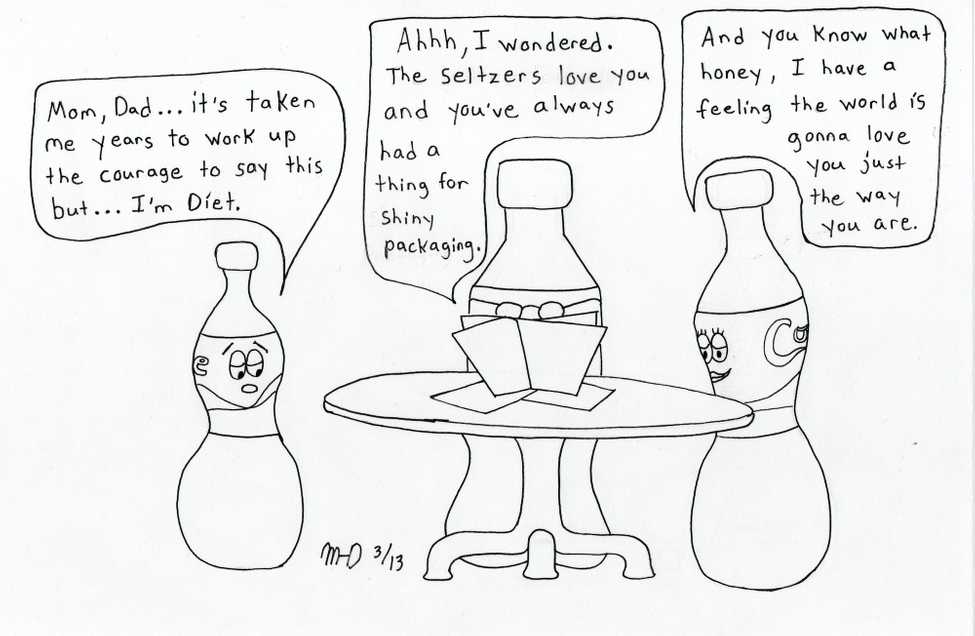 Mom, Dad... it's taken
me years to work up
the courage to say this
but... I'm Diet.
Ahhh, I wondered.
The Seltzers love you
and you've always
had a
thing for
shiny
packaging.
And you know what
honey, I have a
feeling the world is
gonna love
you just
the way
you are.
e
Co
M-D 3/13